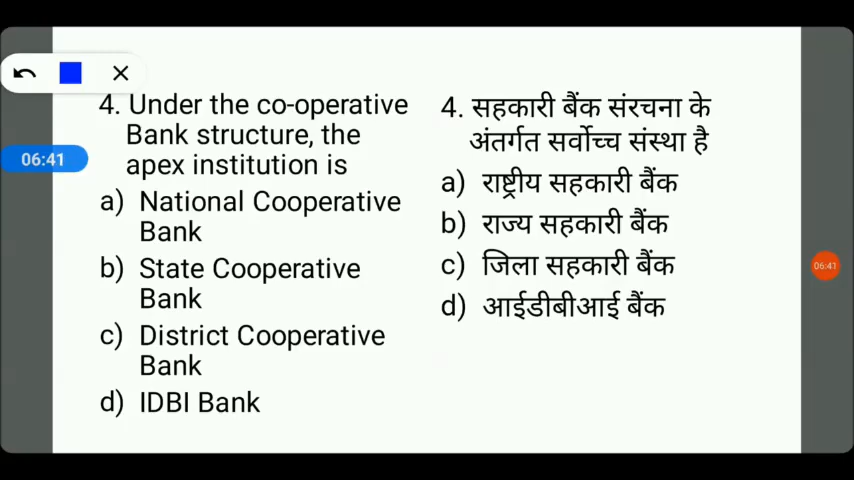 4. Under the co-operative
Bank structure, the
apex institution is
a) National Cooperative
Bank
b) State Cooperative
Bank
c) District Cooperative
Bank
d) IDBI Bank
4. सहकारी बैंक संरचना के
अंतर्गत सर्वोच्च संस्था है
a) राष्ट्रीय सहकारी बैंक
b) राज्य सहकारी बैंक
c) जिला सहकारी बैंक
d) आईडीबीआई बैंक
06:41
06:41